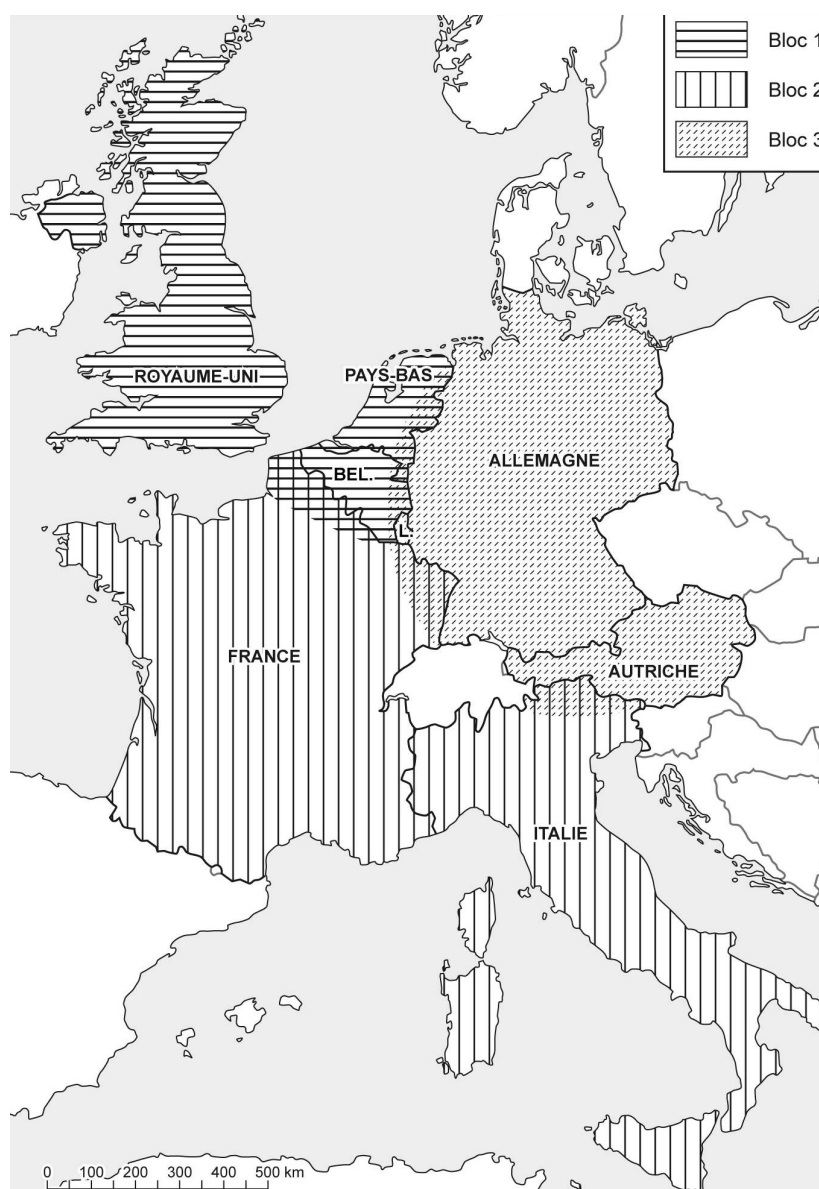 Bloc 1
Bloc 2
Bloc 3
ROYAUME-UNI
PAYS-BAS
BEL.
ALLEMAGNE
L.
FRANCE
AUTRICHE
ITALIE
0 100 200 300 400 500 km